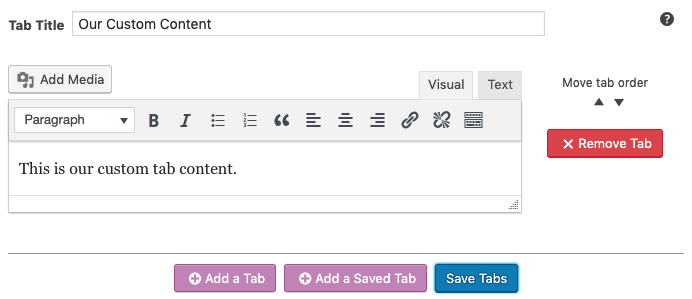 Tab Title Our Custom Content ?
Add Media Visual Text Move tab order
Paragraph B I
This is our custom tab content.
Remove Tab
Add a Tab Add a Saved Tab Save Tabs